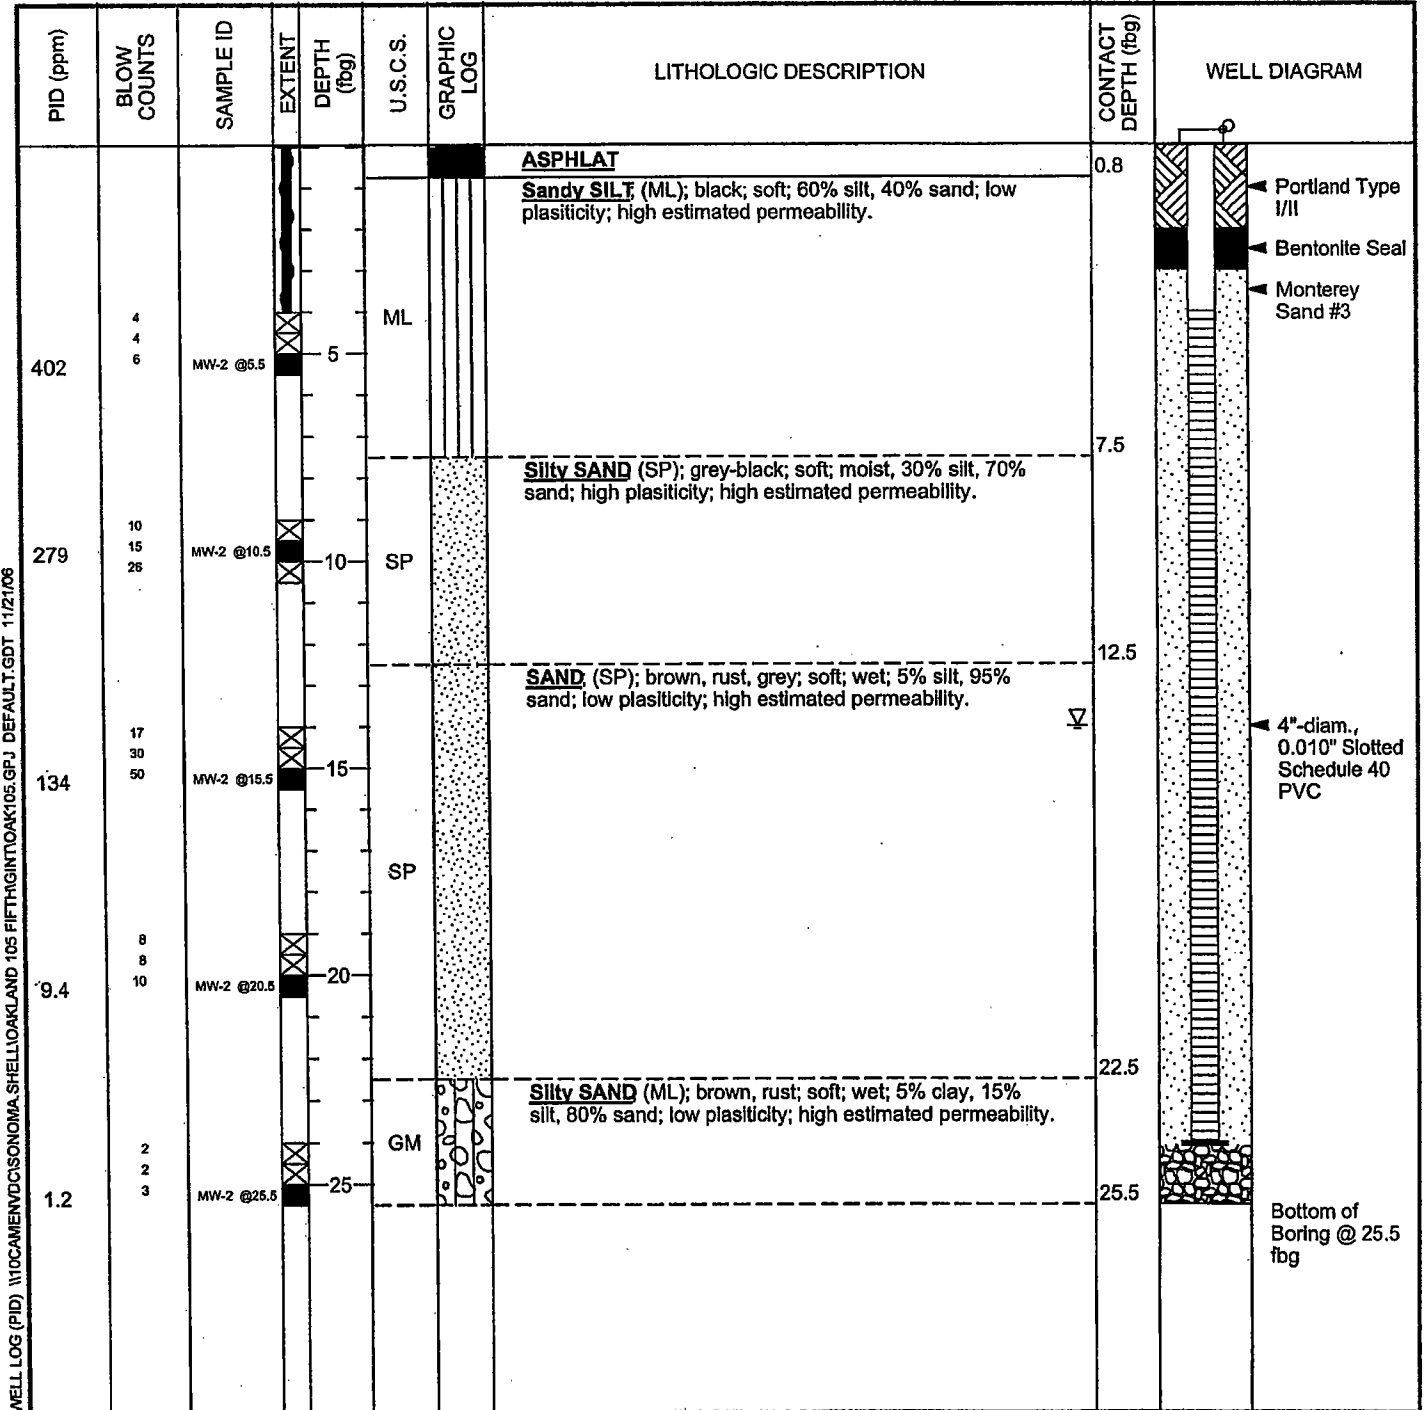 PID (ppm)
BLOW
COUNTS
SAMPLE ID
EXTENT
DEPTH
(fbg)
U.S.C.S.
GRAPHIC
LOG
LITHOLOGIC DESCRIPTION
CONTACT
DEPTH (fbg)
WELL DIAGRAM
ASPHLAT
0.8
Sandy SILT (ML); black; soft; 60% silt, 40% sand; low
plasiticity; high estimated permeability.
Portland Type
I/II
Bentonite Seal
Monterey
Sand #3
ML
4
4
6
402
MW-2 @5.5
5
7.5
Silty SAND (SP); grey-black; soft; moist, 30% silt, 70%
sand; high plasiticity; high estimated permeability.
10
15
26
279
MW-2 @10.5
10
SP
12.5
SAND (SP); brown, rust, grey; soft; wet; 5% silt, 95%
sand; low plasiticity; high estimated permeability.
4"-diam.,
0.010" Slotted
Schedule 40
PVC
17
30
50
134
MW-2 @15.5
15
SP
8
8
10
9.4
MW-2 @20.5
20
22.5
Silty SAND (ML); brown, rust; soft; wet; 5% clay, 15%
silt, 80% sand; low plasiticity; high estimated permeability.
GM
2
2
3
1.2
MW-2 @25.5
25
25.5
Bottom of
Boring @ 25.5
fbg
WELL LOG (PID) \\10CAMENVDC\SONOMA.SHELL\OAKLAND 105 FIFTH\GINT\OAK105.GPJ DEFAULT.GDT 11/21/06